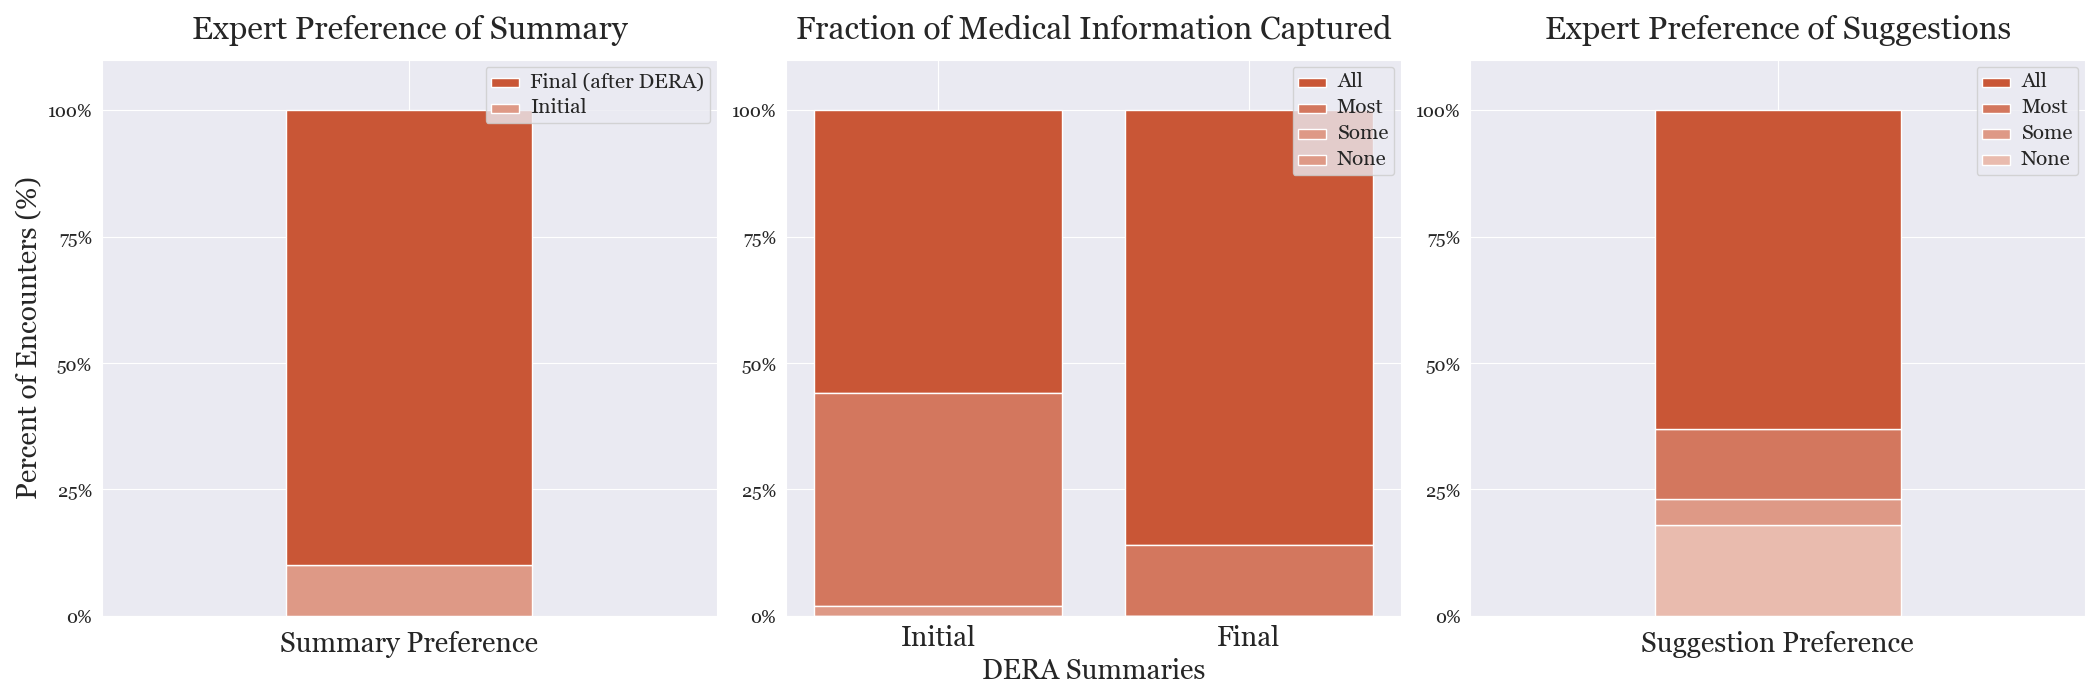 Expert Preference of Summary
Final (after DERA)
Initial
100%
75%
50%
25%
0%
Percent of Encounters (%)
Summary Preference
Fraction of Medical Information Captured
All
Most
Some
None
100%
75%
50%
25%
0%
Initial
Final
DERA Summaries
Expert Preference of Suggestions
All
Most
Some
None
100%
75%
50%
25%
0%
Suggestion Preference